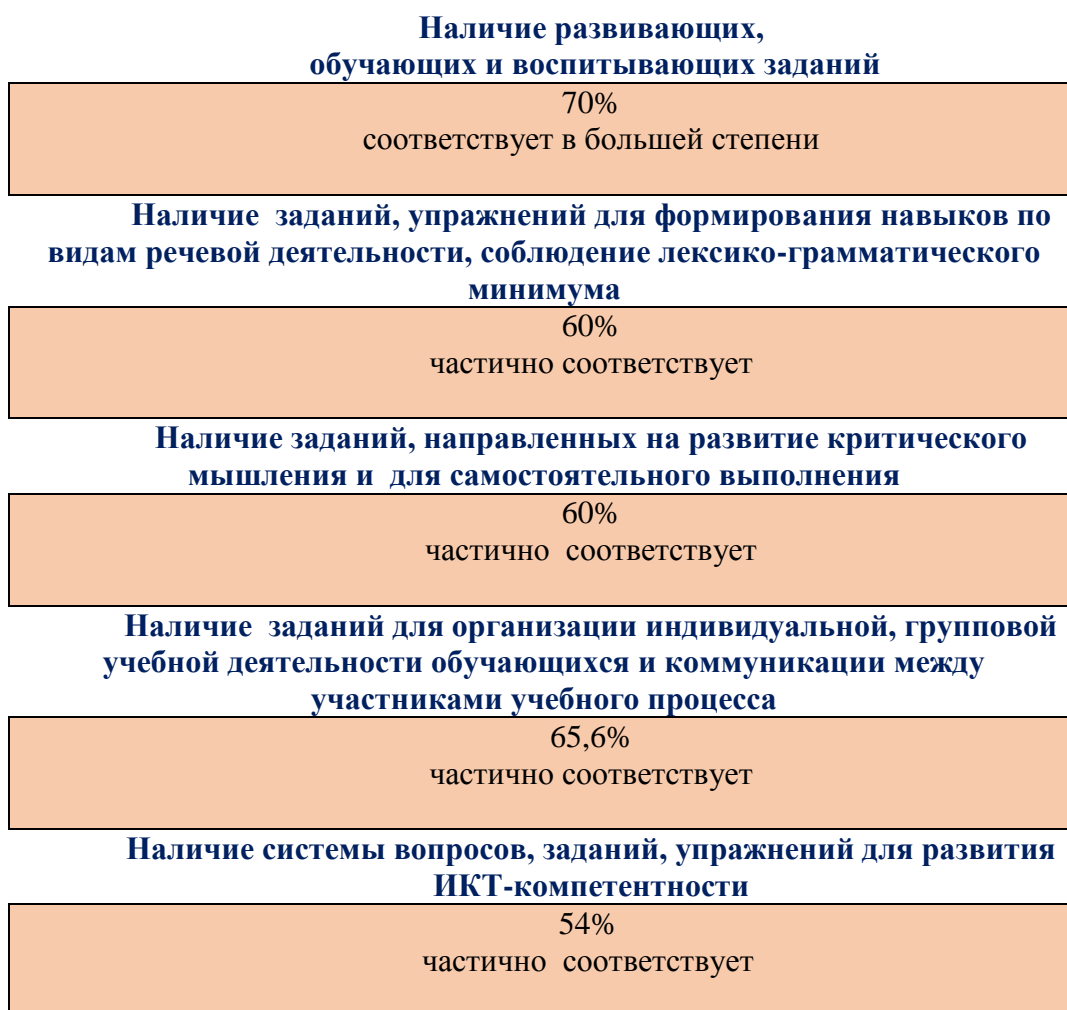 Наличие развивающих,
обучающих и воспитывающих заданий
70%
соответствует в большей степени
Наличие заданий, упражнений для формирования навыков по
видам речевой деятельности, соблюдение лексико-грамматического
минимума
60%
частично соответствует
Наличие заданий, направленных на развитие критического
мышления и для самостоятельного выполнения
60%
частично соответствует
Наличие заданий для организации индивидуальной, групповой
учебной деятельности обучающихся и коммуникации между
участниками учебного процесса
65,6%
частично соответствует
Наличие системы вопросов, заданий, упражнений для развития
ИКТ-компетентности
54%
частично соответствует